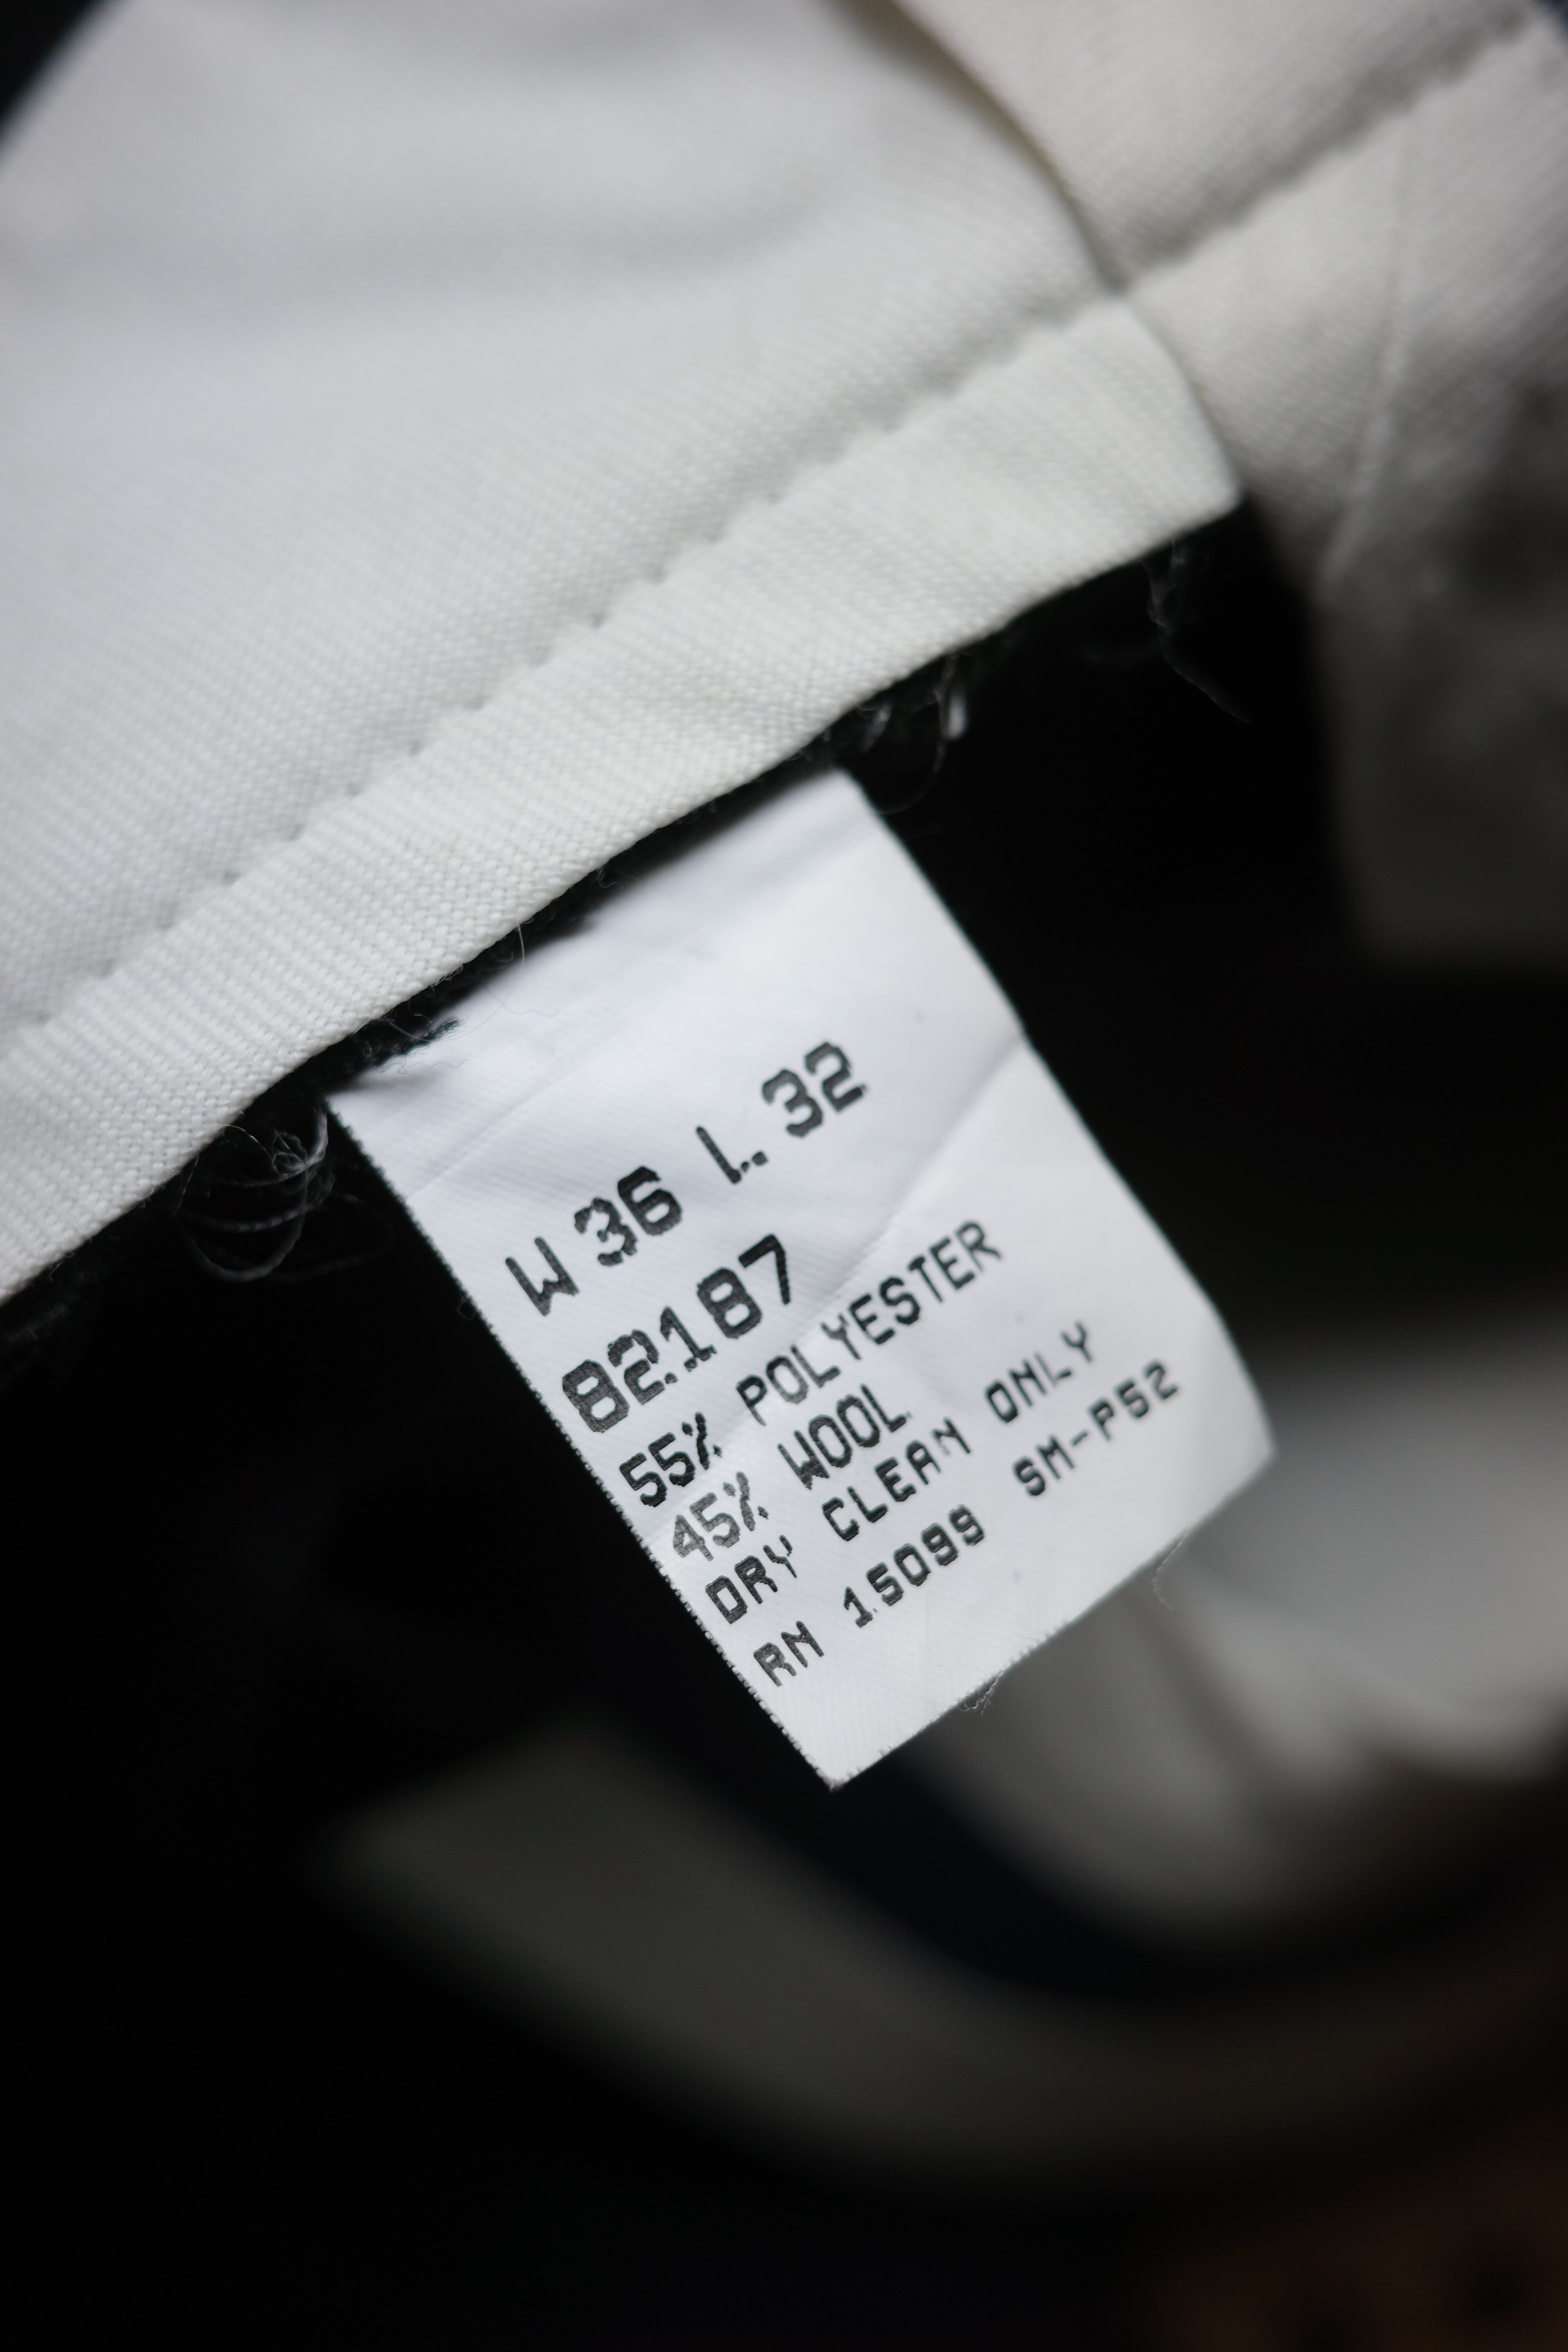 W 36 L 32
82187
55% POLYESTER
45% WOOL
DRY CLEAN ONLY
RN 15099 SM-P52